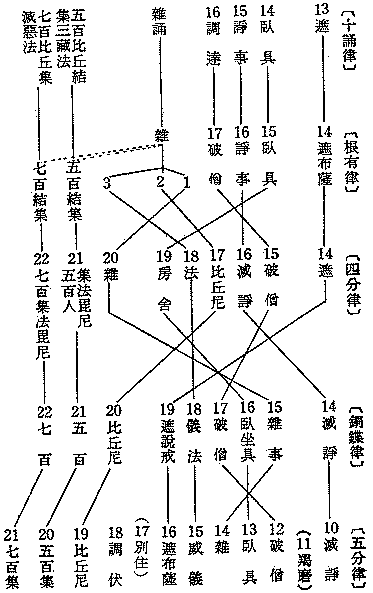 〔十誦律〕
13 遮
14 臥具
15 諍事
16 調達
雜誦
五百比丘結集三藏法
七百比丘集滅惡法
〔根有律〕
14 遮布薩
15 臥具
16 諍事
17 破僧
雜
1
2
3
五百結集
七百結集
〔四分律〕
14 遮
15 破僧
16 滅諍
17 比丘尼
18 法
19 房舍
20 雜
21 集法毘尼五百人
22 七百集法毘尼
〔銅鍱律〕
14 滅諍
15 雜事
16 臥坐具
17 破僧
18 儀法
19 遮說戒
20 比丘尼
21 五百
22 七百
〔五分律〕
10 滅諍
(11 羯磨)
12 破僧
13 臥具
14 雜
15 威儀
16 遮布薩
(17 別住)
18 調伏
19 比丘尼
20 五百集
21 七百集